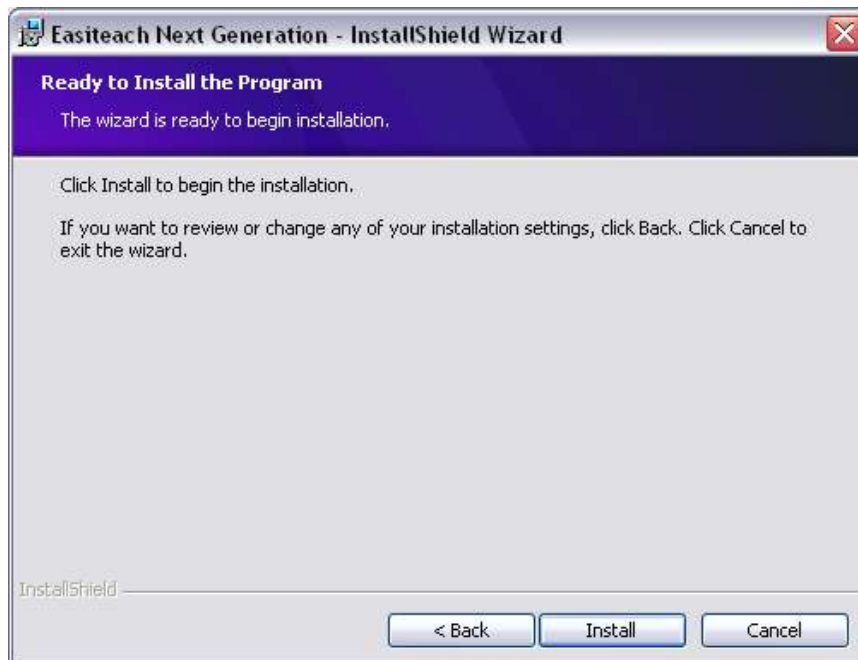 Easiteach Next Generation - InstallShield Wizard
Ready to Install the Program
The wizard is ready to begin installation.
Click Install to begin the installation.
If you want to review or change any of your installation settings, click Back. Click Cancel to
exit the wizard.
InstallShield
< Back Install Cancel